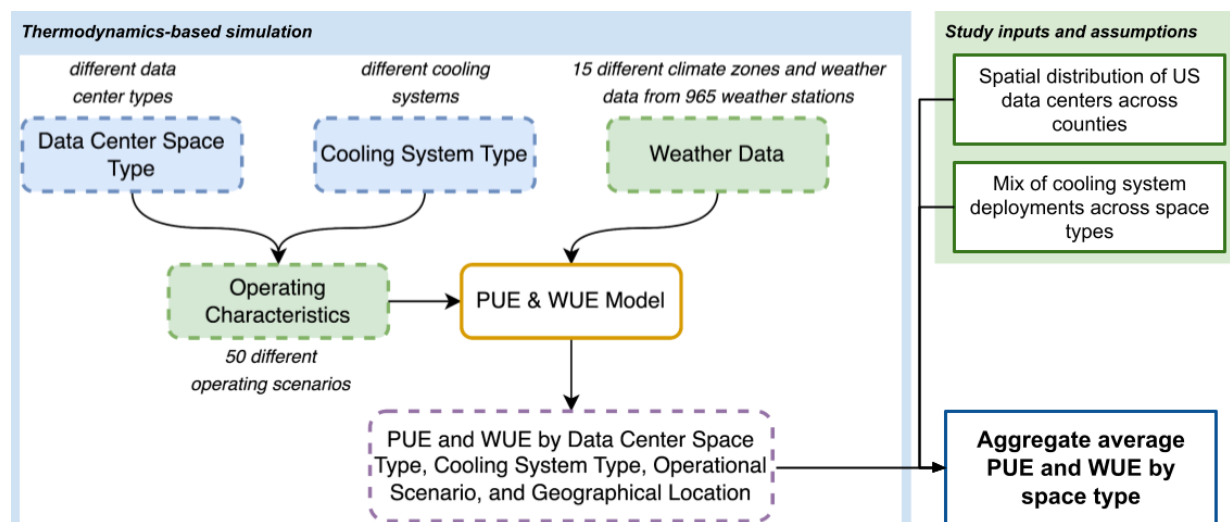 Thermodynamics-based simulation
different data
center types
Data Center Space
Type
different cooling
systems
Cooling System Type
15 different climate zones and weather
data from 965 weather stations
Weather Data
Operating
Characteristics
50 different
operating scenarios
PUE & WUE Model
PUE and WUE by Data Center Space
Type, Cooling System Type, Operational
Scenario, and Geographical Location
Study inputs and assumptions
Spatial distribution of US
data centers across
counties
Mix of cooling system
deployments across space
types
Aggregate average
PUE and WUE by
space type